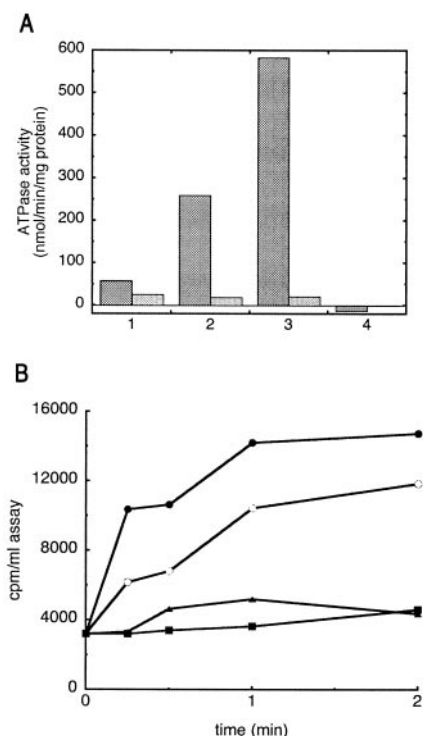 A
ATPase activity
(nmol/min/mg protein)
600
500
400
300
200
100
0
1 2 3 4
B
cpm/ml assay
16000
12000
8000
4000
0
0 1 2
time (min)